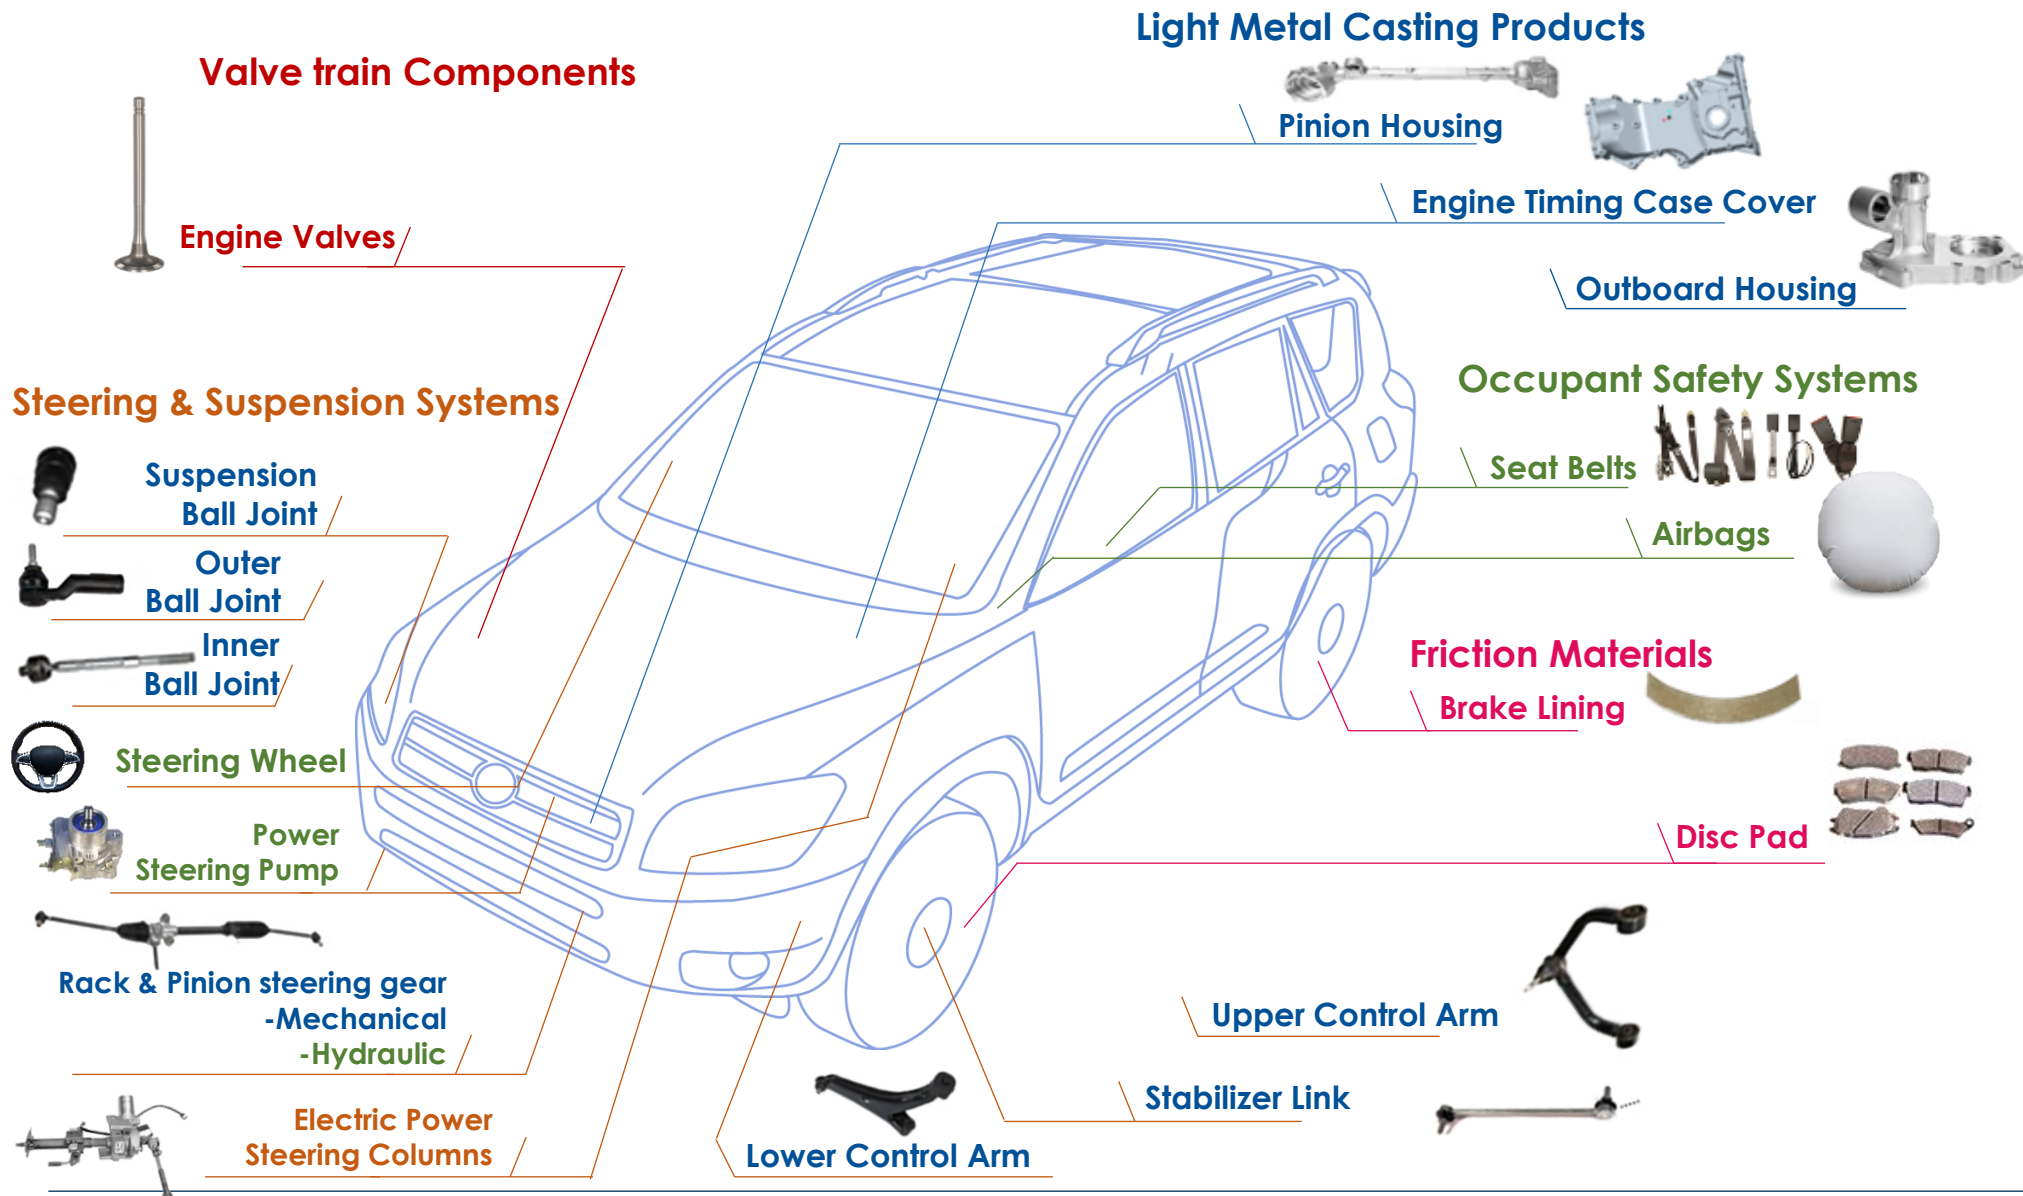 Light Metal Casting Products
Valve train Components
Pinion Housing
Engine Timing Case Cover
Engine Valves
Outboard Housing
Occupant Safety Systems
Steering & Suspension Systems
Seat Belts
Suspension
Ball Joint
Airbags
Outer
Ball Joint
Inner
Ball Joint
Friction Materials
Brake Lining
Steering Wheel
Power
Steering Pump
Disc Pad
Rack & Pinion steering gear
-Mechanical
-Hydraulic
Upper Control Arm
Stabilizer Link
Electric Power
Steering Columns
Lower Control Arm